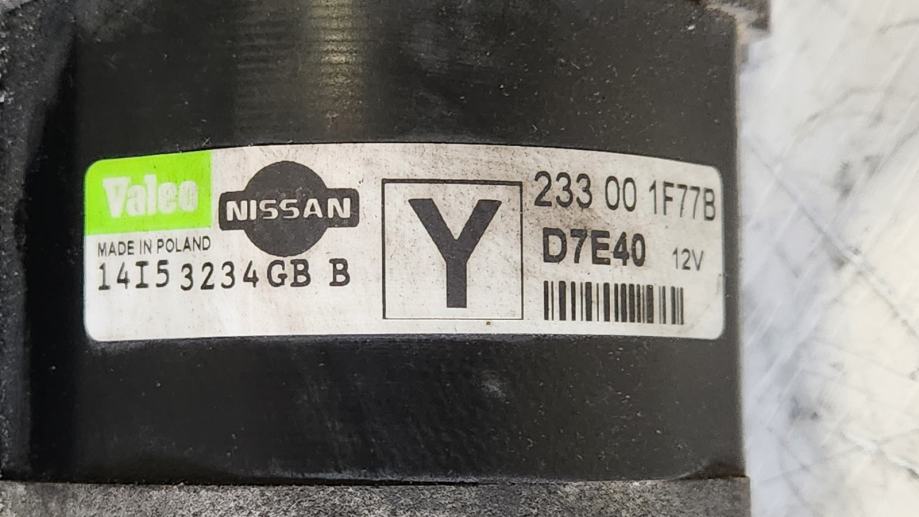 Valeo
NISSAN
MADE IN POLAND
14I5 3234GB B
Y
233 00 1F77B
D7E40 12V